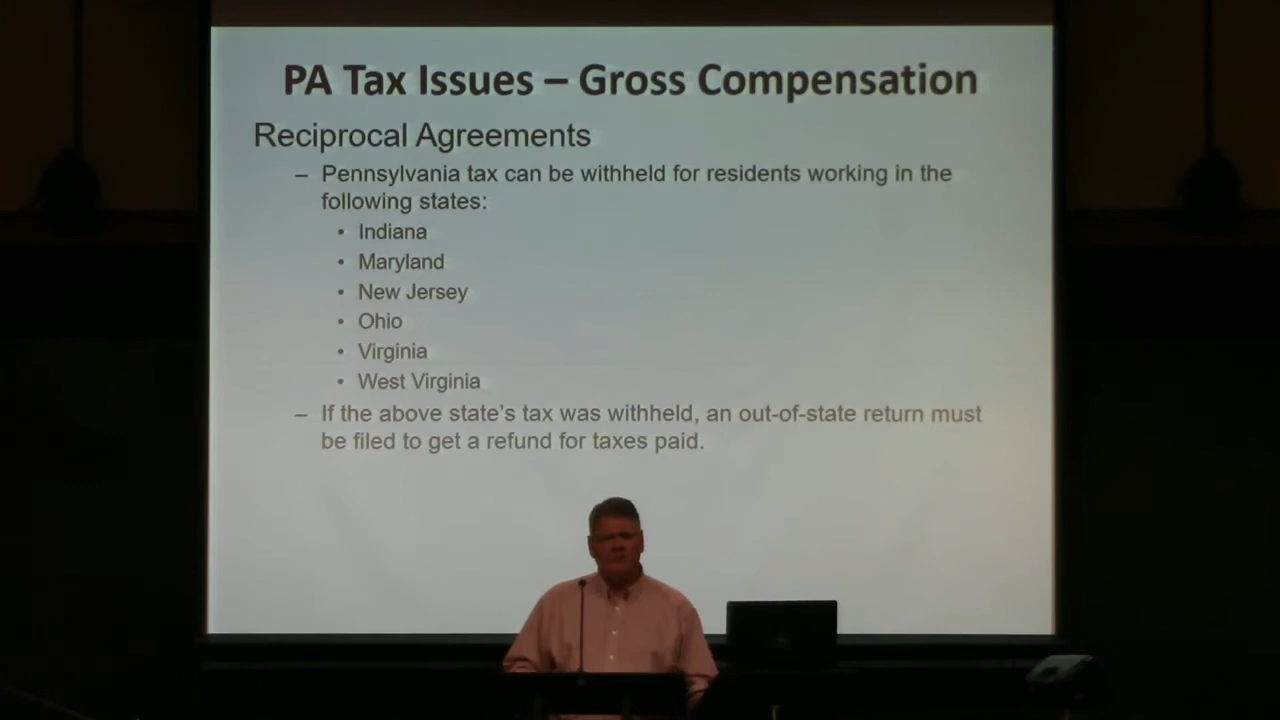 PA Tax Issues – Gross Compensation
Reciprocal Agreements
– Pennsylvania tax can be withheld for residents working in the
following states:
• Indiana
• Maryland
• New Jersey
• Ohio
• Virginia
• West Virginia
– If the above state's tax was withheld, an out-of-state return must
be filed to get a refund for taxes paid.